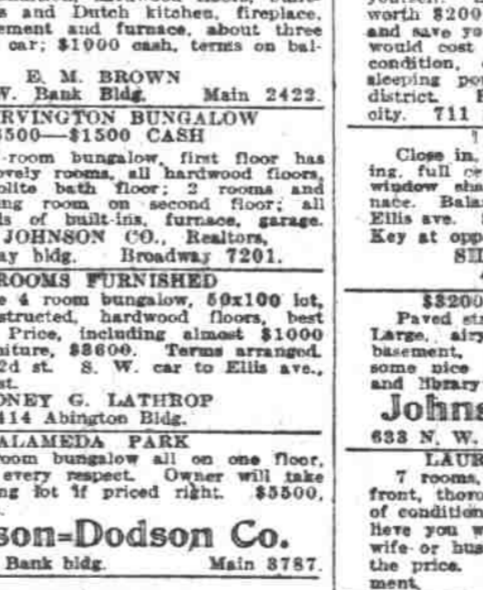 s and Dutch kitchen, fireplace,
ement and furnace, about three
car; $1000 cash, terms on bal-
E. M. BROWN
W. Bank Bldg. Main 2422.
RVINGTON BUNGALOW
500—$1500 CASH
-room bungalow, first floor has
ovely rooms, all hardwood floors,
olite bath floor; 2 rooms and
ng room on second floor; all
ls of built-ins, furnace, garage.
JOHNSON CO., Realtors,
ay bldg. Broadway 7201.
ROOMS FURNISHED
e 4 room bungalow, 50x100 lot,
structed, hardwood floors, best
Price, including almost $1000
niture, $3600. Terms arranged.
2d st. S. W. car to Ellis ave.,
st.
ONEY G. LATHROP
414 Abington Bldg.
ALAMEDA PARK
oom bungalow all on one floor,
every respect. Owner will take
ng lot if priced right. $5500,
son=Dodson Co.
Bank bldg. Main 3787.
worth $200
and save yo
would cost
condition,
sleeping po
district.
city. 711
Close in,
ing, full
window sha
nace. Bala
Ellis ave.
Key at opp
$3200
Paved str
Large, airy
basement,
some nice
and library
Johns
633 N. W.
LAUR
7 rooms,
front, thoro
of condition
lieve you w
wife or hus
the price.
ment,